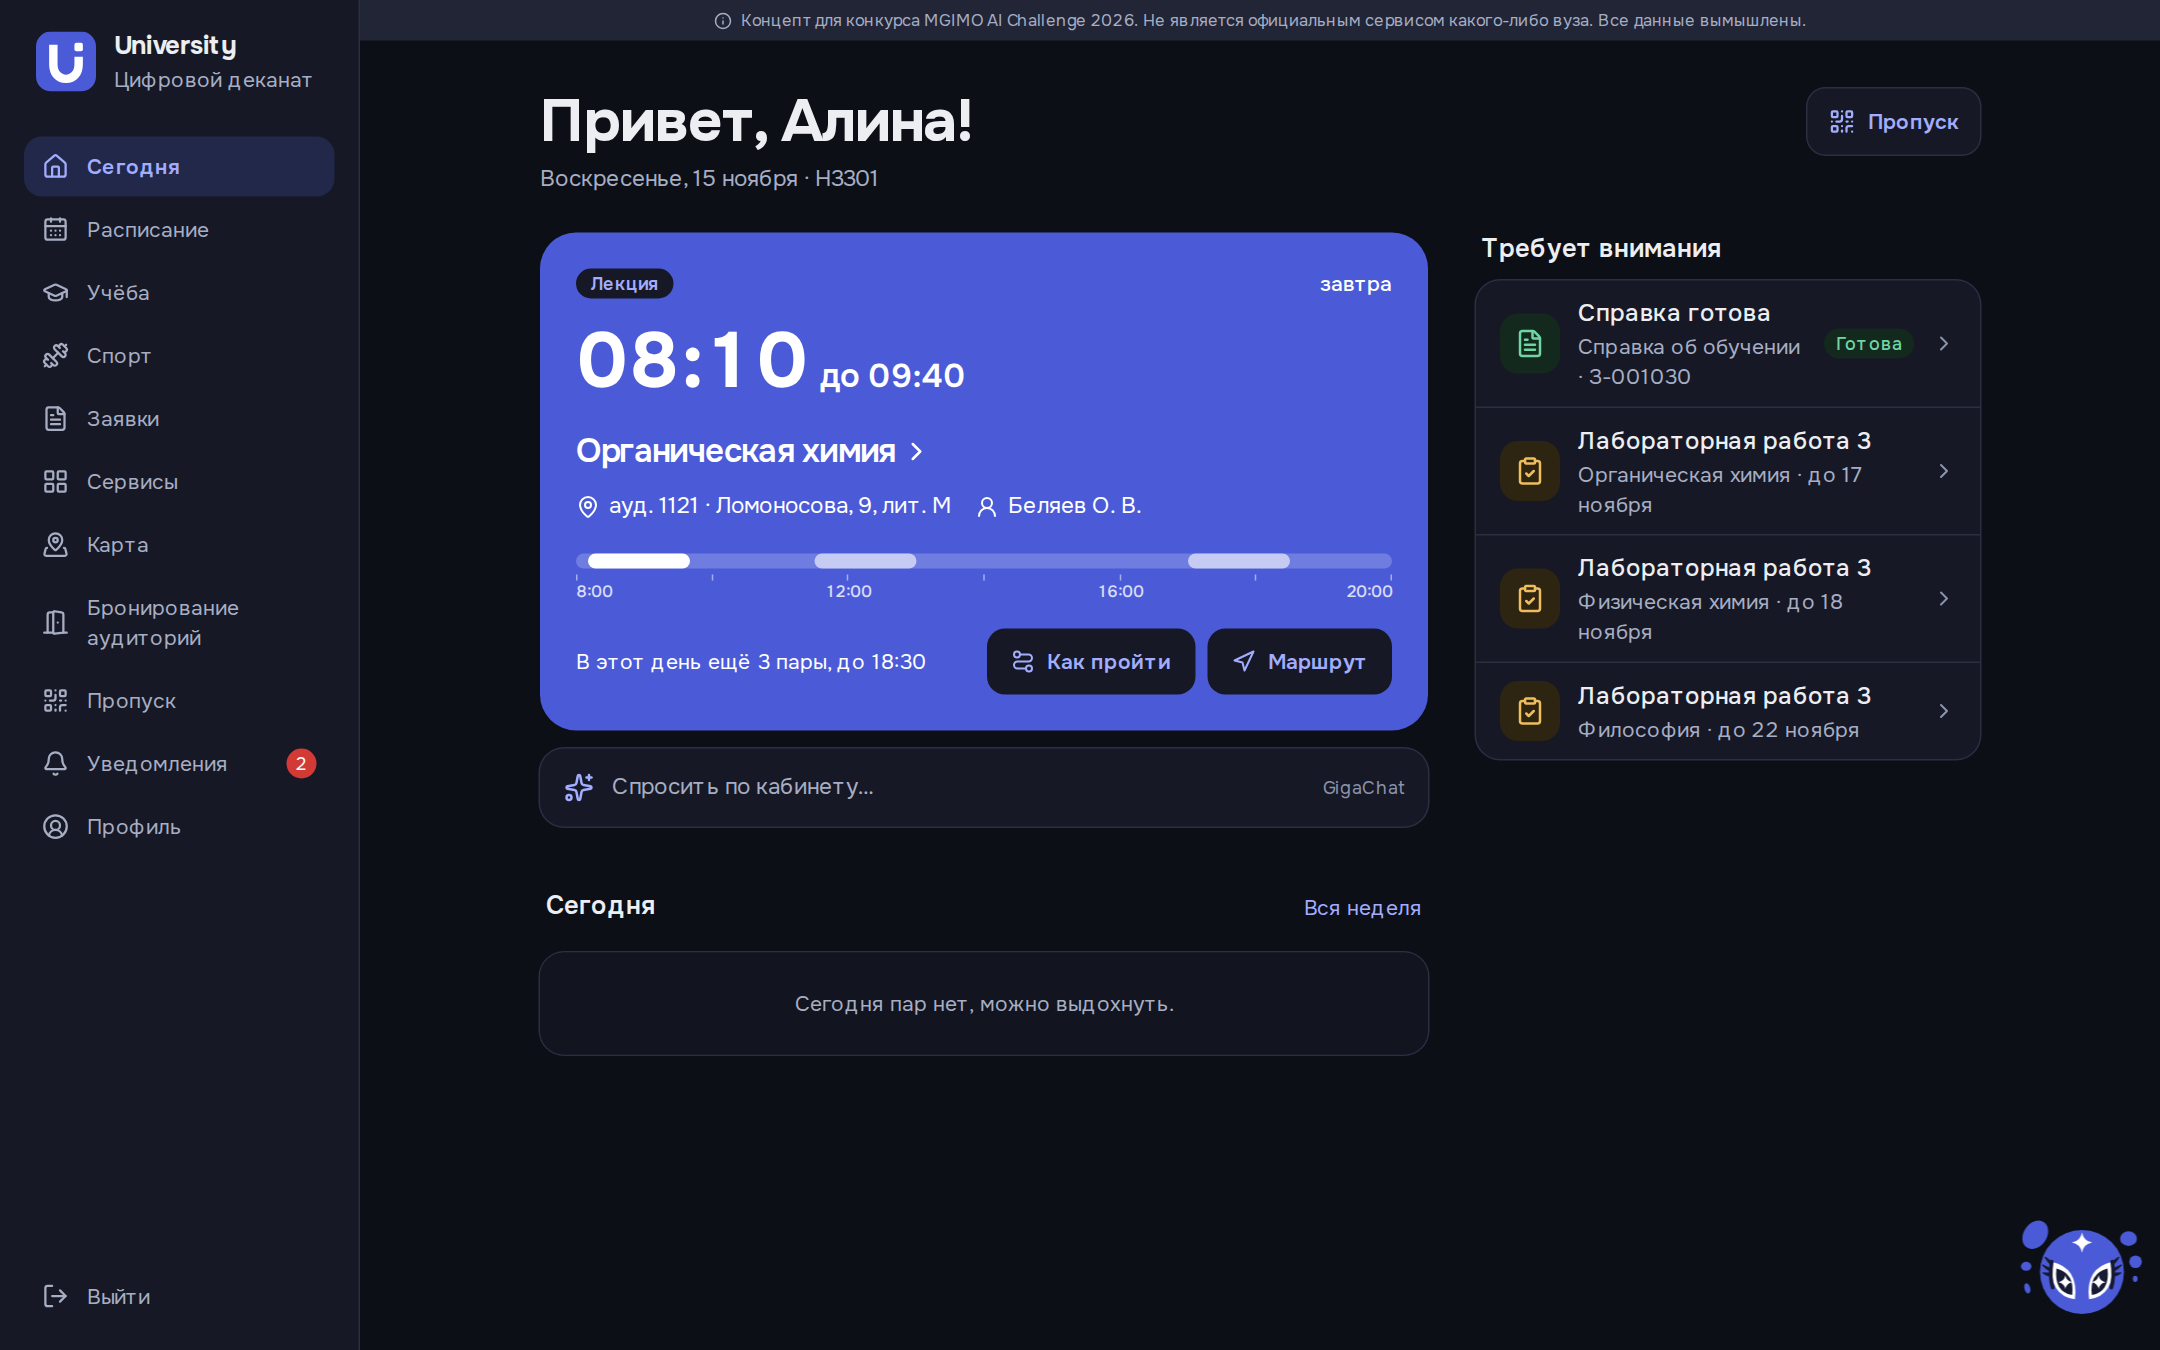 University
Цифровой деканат
Сегодня
Расписание
Учёба
Спорт
Заявки
Сервисы
Карта
Бронирование
аудиторий
Пропуск
Уведомления 2
Профиль
Выйти
Концепт для конкурса MGIMO AI Challenge 2026. Не является официальным сервисом какого-либо вуза. Все данные вымышлены.
Привет, Алина!
Воскресенье, 15 ноября · Н3301
Пропуск
Лекция
завтра
08:10 до 09:40
Органическая химия
ауд. 1121 · Ломоносова, 9, лит. М Беляев О. В.
8:00 12:00 16:00 20:00
В этот день ещё 3 пары, до 18:30
Как пройти
Маршрут
Спросить по кабинету...
GigaChat
Сегодня
Вся неделя
Сегодня пар нет, можно выдохнуть.
Требует внимания
Справка готова
Справка об обучении
· З-001030
Готова
Лабораторная работа 3
Органическая химия · до 17
ноября
Лабораторная работа 3
Физическая химия · до 18
ноября
Лабораторная работа 3
Философия · до 22 ноября